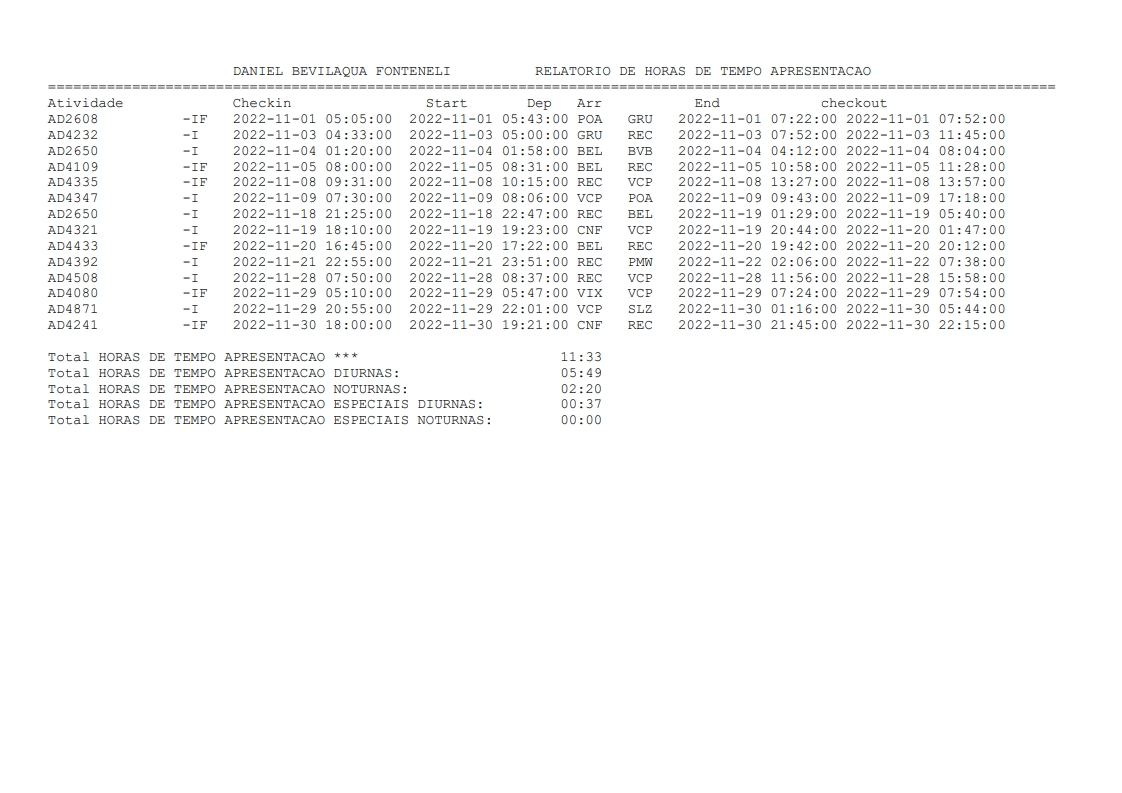 DANIEL BEVILAQUA FONTENELI RELATORIO DE HORAS DE TEMPO APRESENTACAO
========================================================================================================================
Atividade Checkin Start Dep Arr End checkout
AD2608 -IF 2022-11-01 05:05:00 2022-11-01 05:43:00 POA GRU 2022-11-01 07:22:00 2022-11-01 07:52:00
AD4232 -I 2022-11-03 04:33:00 2022-11-03 05:00:00 GRU REC 2022-11-03 07:52:00 2022-11-03 11:45:00
AD2650 -I 2022-11-04 01:20:00 2022-11-04 01:58:00 BEL BVB 2022-11-04 04:12:00 2022-11-04 08:04:00
AD4109 -IF 2022-11-05 08:00:00 2022-11-05 08:31:00 BEL REC 2022-11-05 10:58:00 2022-11-05 11:28:00
AD4335 -IF 2022-11-08 09:31:00 2022-11-08 10:15:00 REC VCP 2022-11-08 13:27:00 2022-11-08 13:57:00
AD4347 -I 2022-11-09 07:30:00 2022-11-09 08:06:00 VCP POA 2022-11-09 09:43:00 2022-11-09 17:18:00
AD2650 -I 2022-11-18 21:25:00 2022-11-18 22:47:00 REC BEL 2022-11-19 01:29:00 2022-11-19 05:40:00
AD4321 -I 2022-11-19 18:10:00 2022-11-19 19:23:00 CNF VCP 2022-11-19 20:44:00 2022-11-20 01:47:00
AD4433 -IF 2022-11-20 16:45:00 2022-11-20 17:22:00 BEL REC 2022-11-20 19:42:00 2022-11-20 20:12:00
AD4392 -I 2022-11-21 22:55:00 2022-11-21 23:51:00 REC PMW 2022-11-22 02:06:00 2022-11-22 07:38:00
AD4508 -I 2022-11-28 07:50:00 2022-11-28 08:37:00 REC VCP 2022-11-28 11:56:00 2022-11-28 15:58:00
AD4080 -IF 2022-11-29 05:10:00 2022-11-29 05:47:00 VIX VCP 2022-11-29 07:24:00 2022-11-29 07:54:00
AD4871 -I 2022-11-29 20:55:00 2022-11-29 22:01:00 VCP SLZ 2022-11-30 01:16:00 2022-11-30 05:44:00
AD4241 -IF 2022-11-30 18:00:00 2022-11-30 19:21:00 CNF REC 2022-11-30 21:45:00 2022-11-30 22:15:00
Total HORAS DE TEMPO APRESENTACAO *** 11:33
Total HORAS DE TEMPO APRESENTACAO DIURNAS: 05:49
Total HORAS DE TEMPO APRESENTACAO NOTURNAS: 02:20
Total HORAS DE TEMPO APRESENTACAO ESPECIAIS DIURNAS: 00:37
Total HORAS DE TEMPO APRESENTACAO ESPECIAIS NOTURNAS: 00:00